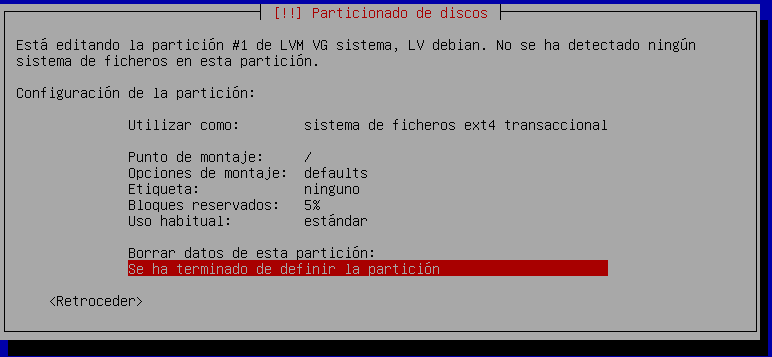 [!!] Particionado de discos
Está editando la partición #1 de LVM VG sistema, LV debian. No se ha detectado ningún
sistema de ficheros en esta partición.
Configuración de la partición:
Utilizar como: sistema de ficheros ext4 transaccional
Punto de montaje: /
Opciones de montaje: defaults
Etiqueta: ninguno
Bloques reservados: 5%
Uso habitual: estándar
Borrar datos de esta partición:
Se ha terminado de definir la partición
<Retroceder>